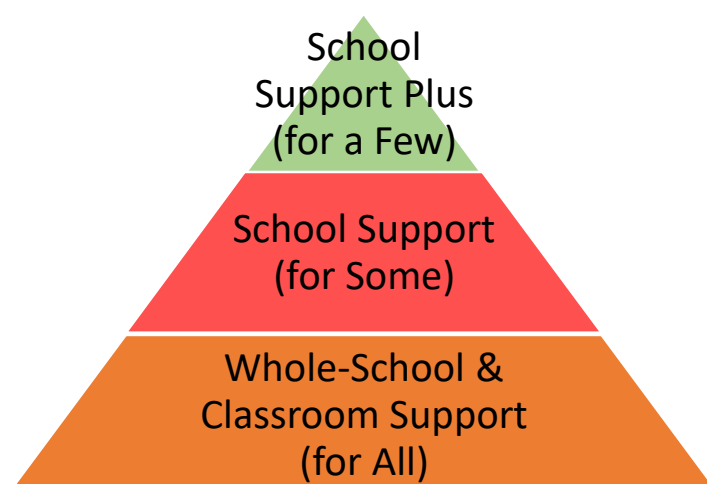 School
Support Plus
(for a Few)
School Support
(for Some)
Whole-School &
Classroom Support
(for All)